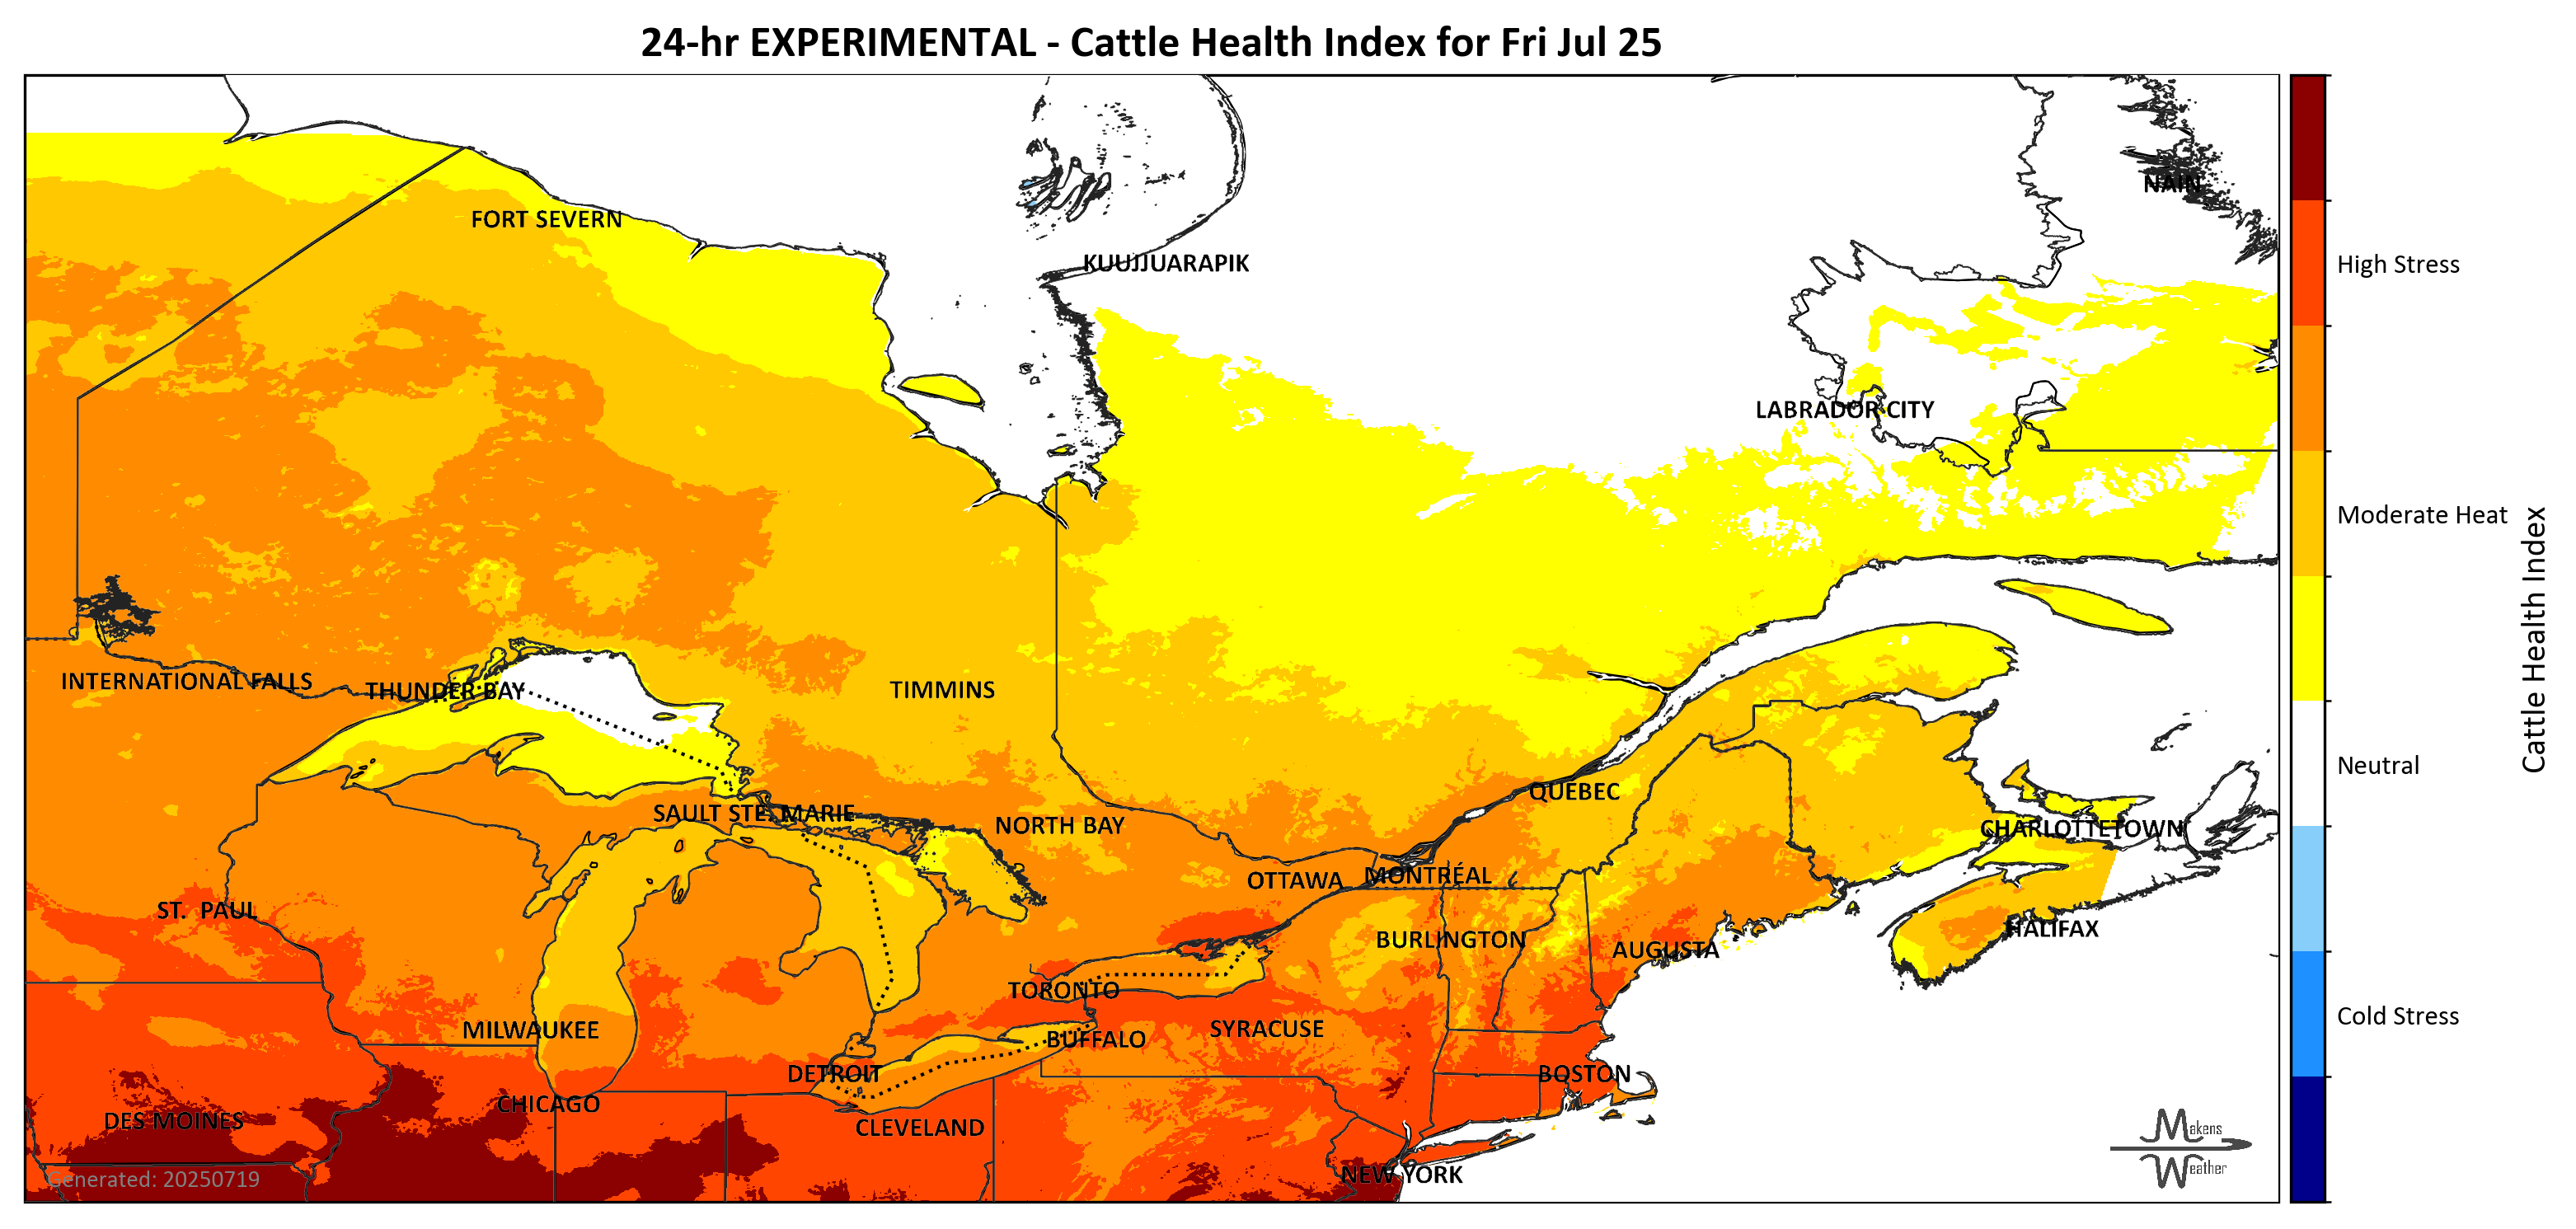 24-hr EXPERIMENTAL - Cattle Health Index for Fri Jul 25
NAIN
FORT SEVERN
KUUJJUARAPIK
High Stress
LABRADOR CITY
Moderate Heat
Cattle Health Index
INTERNATIONAL FALLS
THUNDER BAY
TIMMINS
Neutral
QUEBEC
SAULT STE. MARIE
NORTH BAY
CHARLOTTETOWN
OTTAWA
MONTRÉAL
ST. PAUL
HALIFAX
BURLINGTON
AUGUSTA
TORONTO
Cold Stress
MILWAUKEE
SYRACUSE
BUFFALO
DETROIT
BOSTON
CHICAGO
DES MOINES
CLEVELAND
Makens
Weather
NEW YORK
Generated: 20250719